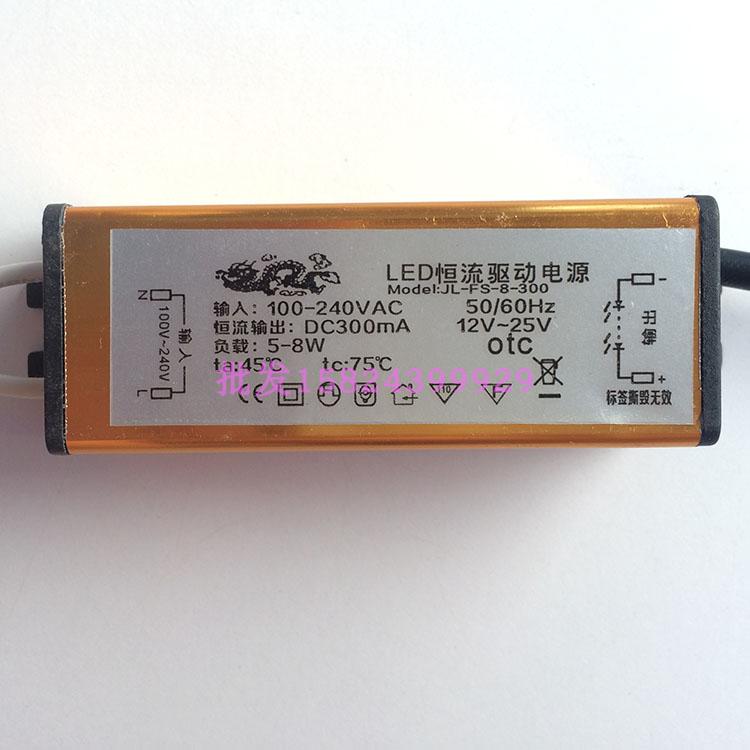 LED恒流驱动电源
Model:JL-FS-8-300
输入: 100-240VAC 50/60Hz
恒流输出: DC300mA 12V~25V
负载: 5-8W otc
ta:45℃ tc:75℃
批发15824399929
N
输入
100V~240V
L
-
输出
+
标签撕毁无效
CE
F